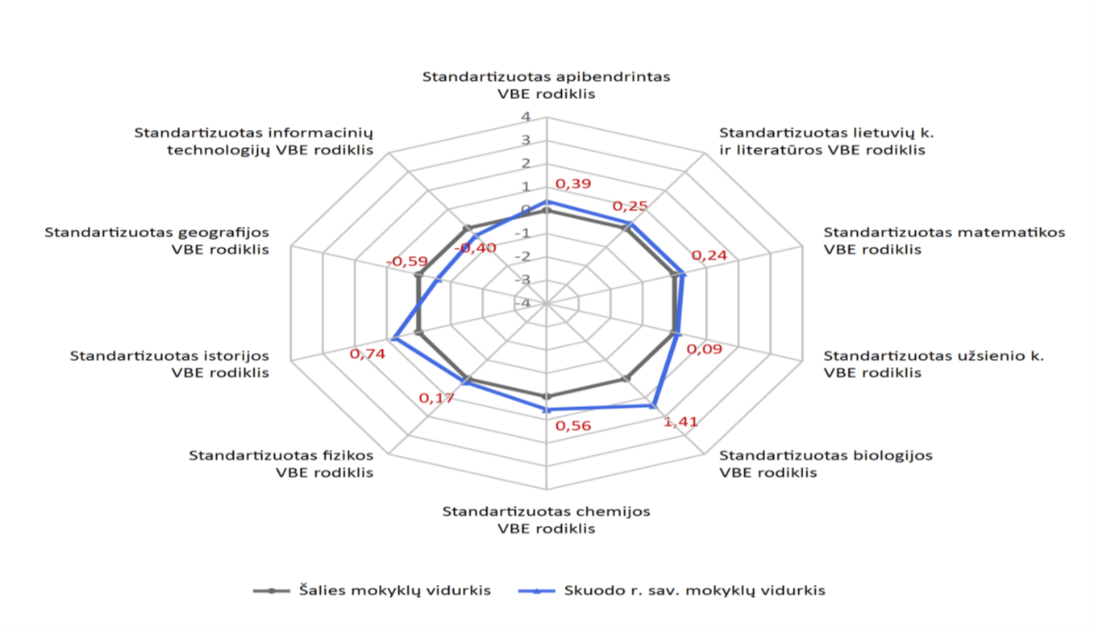 Standartizuotas apibendrintas
VBE rodiklis
Standartizuotas informacinių
technologijų VBE rodiklis
Standartizuotas lietuvių k.
ir literatūros VBE rodiklis
4
3
2
1
0
-1
-2
-3
-4
0,39
0,25
Standartizuotas geografijos
VBE rodiklis
Standartizuotas matematikos
VBE rodiklis
-0,40
-0,59
0,24
Standartizuotas istorijos
VBE rodiklis
0,74
0,09
Standartizuotas užsienio k.
VBE rodiklis
0,17
0,56
1,41
Standartizuotas fizikos
VBE rodiklis
Standartizuotas biologijos
VBE rodiklis
Standartizuotas chemijos
VBE rodiklis
Šalies mokyklų vidurkis
Skuodo r. sav. mokyklų vidurkis